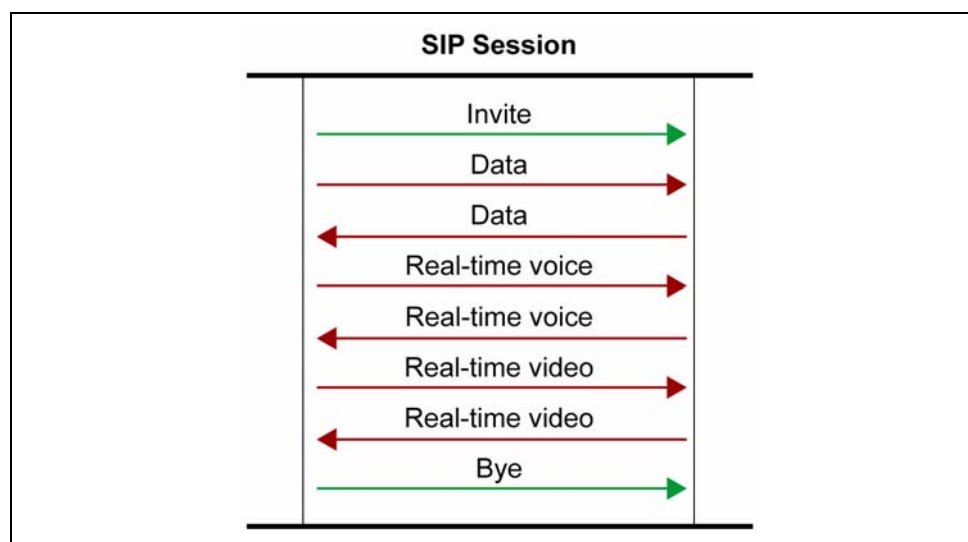 SIP Session
Invite
Data
Data
Real-time voice
Real-time voice
Real-time video
Real-time video
Bye